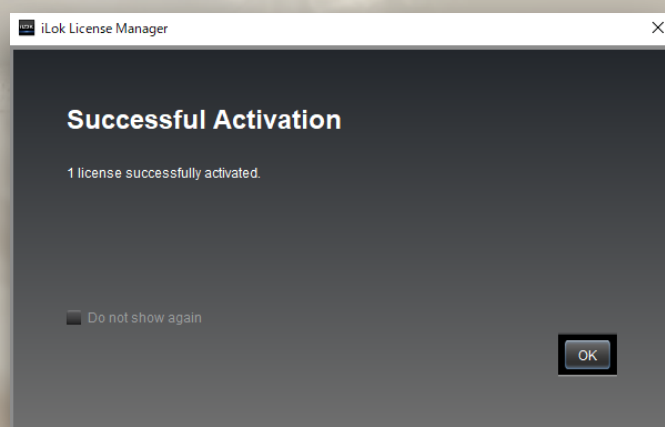 iLok License Manager
Successful Activation
1 license successfully activated.
Do not show again
OK